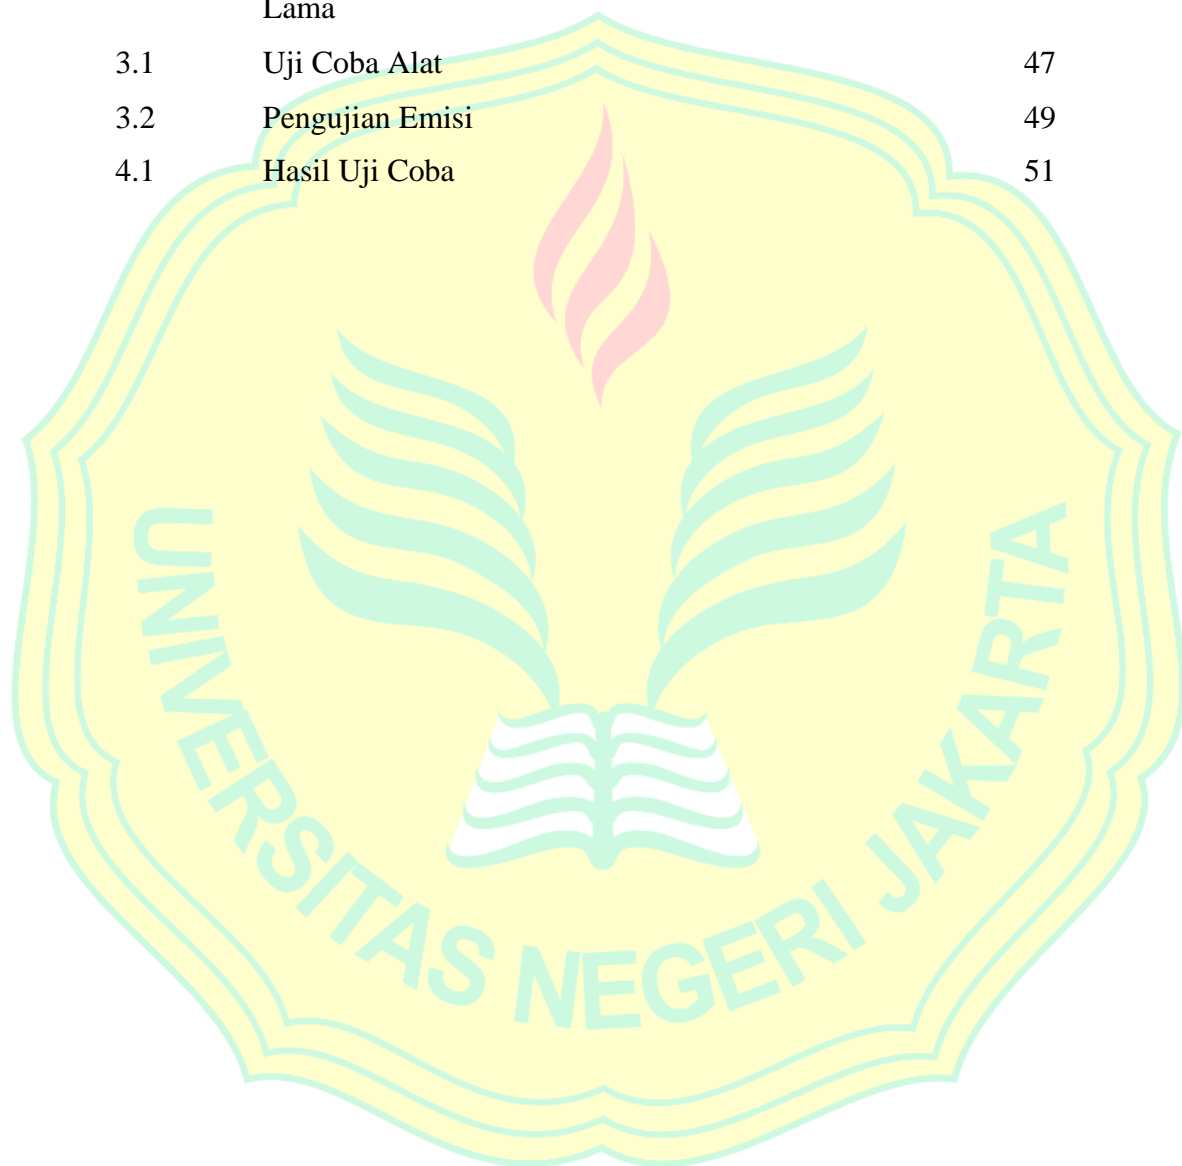 Lama
3.1 Uji Coba Alat 47
3.2 Pengujian Emisi 49
4.1 Hasil Uji Coba 51
UNIVERSITAS NEGERI JAKARTA